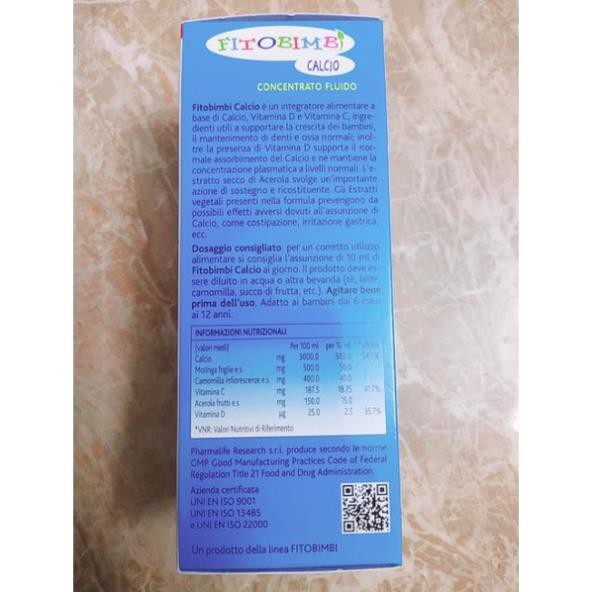 FITOBIMBI
CALCIO
CONCENTRATO FLUIDO
Fitobimbi Calcio è un integratore alimentare a
base di Calcio, Vitamina D e Vitamina C, ingre-
dienti utili a supportare la crescita dei bambini,
il mantenimento di denti e ossa normali; inol-
tre la presenza di Vitamina D supporta il nor-
male assorbimento del Calcio e ne mantiene la
concentrazione plasmatica a livelli normali. L'e-
stratto secco di Acerola svolge un'importante
azione di sostegno e ricostituente. Gli Estratti
vegetali presenti nella formula prevengono da
possibili effetti avversi dovuti all'assunzione di
Calcio, come costipazione, irritazione gastrica,
ecc.
Dosaggio consigliato: per un corretto utilizzo
alimentare si consiglia l'assunzione di 10 ml di
Fitobimbi Calcio al giorno. Il prodotto deve es-
sere diluito in acqua o altra bevanda (tè, latte,
camomilla, succo di frutta, etc.). Agitare bene
prima dell'uso. Adatto ai bambini dai 6 mesi
ai 12 anni.
INFORMAZIONI NUTRIZIONALI
(valori medi) Per 100 ml per 10 ml *VNR%
Calcio mg 3000.0 300.0
Moringa foglie e.s. mg 500.0 50.0
Camomilla infiorescenze e.s. mg 400.0 40.0
Vitamina C mg 187.5 18.75 41.7%
Acerola frutti e.s. mg 150.0 15.0
Vitamina D µg 25.0 2.5 35.7%
*VNR: Valori Nutritivi di Riferimento
Pharmalife Research s.r.l. produce secondo le norme
GMP Good Manufacturing Practices Code of Federal
Regulation Title 21 Food and Drug Administration.
Azienda certificata
UNI EN ISO 9001
UNI EN ISO 13485
e UNI EN ISO 22000
Un prodotto della linea FITOBIMBI